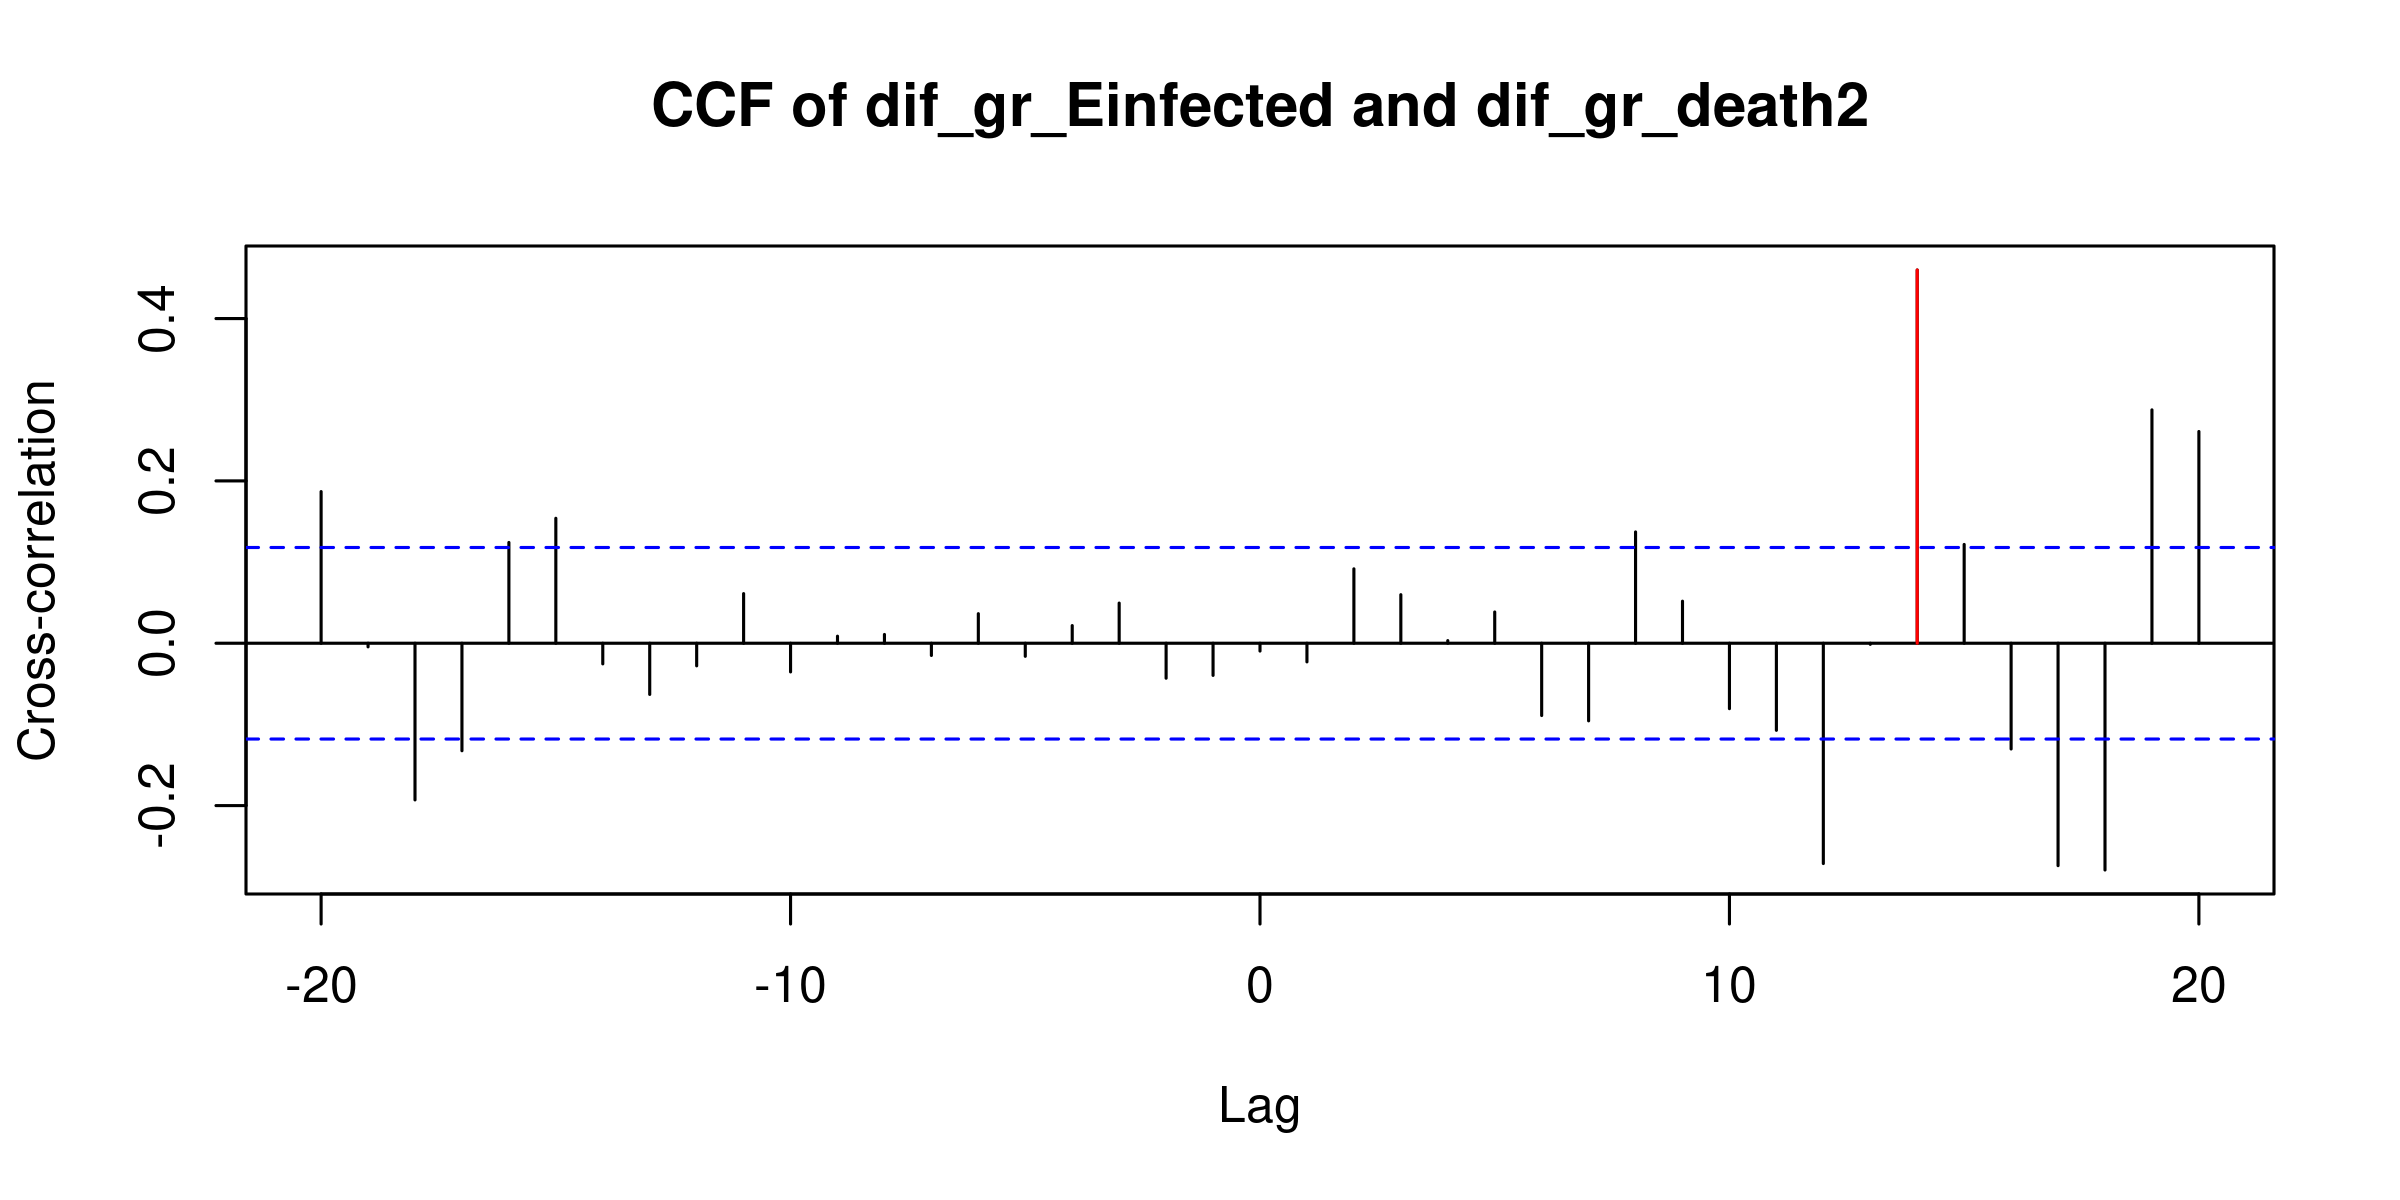 CCF of dif_gr_Einfected and dif_gr_death2
Cross-correlation
0.4
0.2
0.0
-0.2
-20 -10 0 10 20
Lag